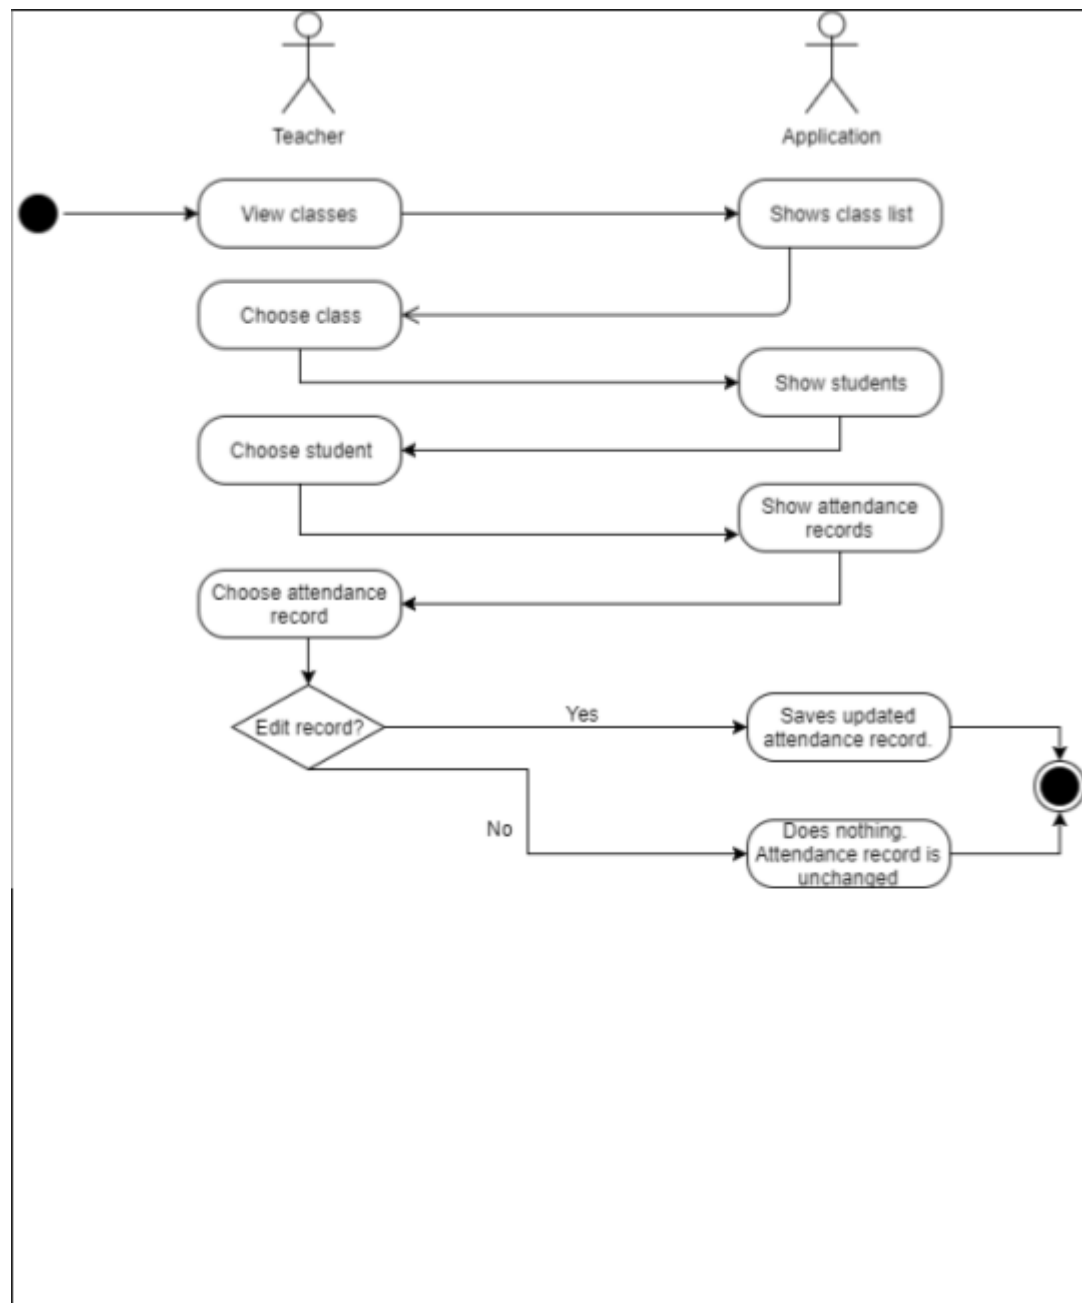 Teacher
Application
View classes
Shows class list
Choose class
Show students
Choose student
Show attendance
records
Choose attendance
record
Edit record?
Yes
Saves updated
attendance record.
No
Does nothing.
Attendance record is
unchanged